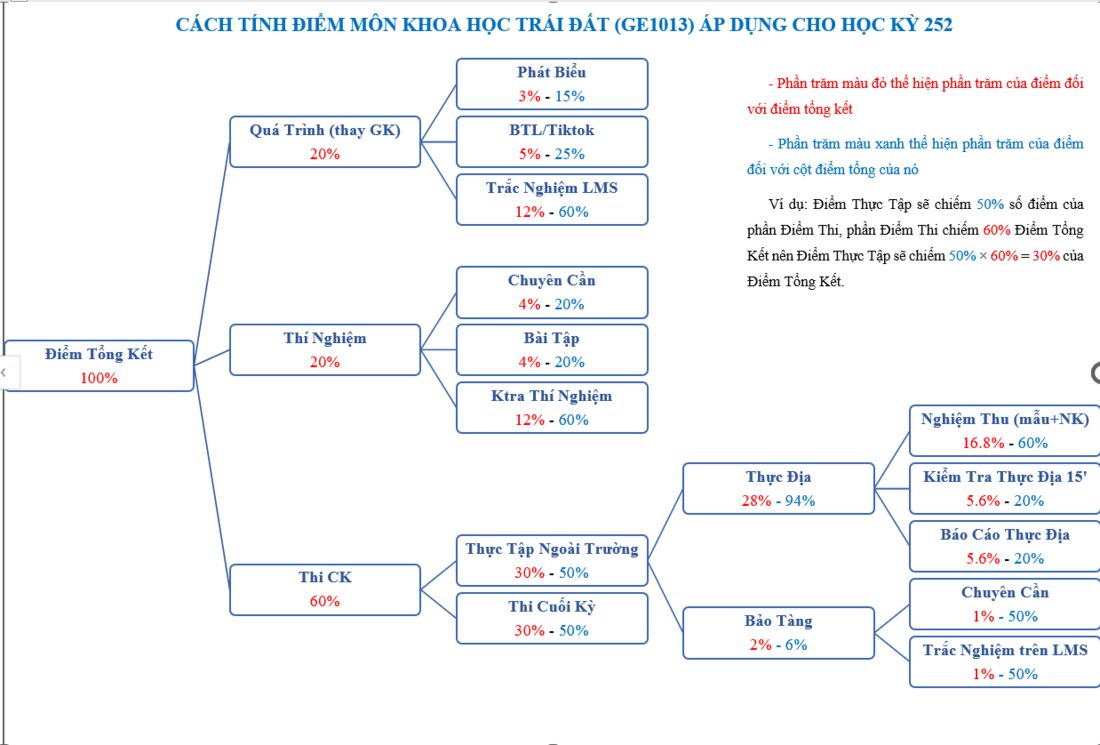 CÁCH TÍNH ĐIỂM MÔN KHOA HỌC TRÁI ĐẤT (GE1013) ÁP DỤNG CHO HỌC KỲ 252
- Phần trăm màu đỏ thể hiện phần trăm của điểm đối
với điểm tổng kết
- Phần trăm màu xanh thể hiện phần trăm của điểm
đối với cột điểm tổng của nó
Ví dụ: Điểm Thực Tập sẽ chiếm 50% số điểm của
phần Điểm Thi, phần Điểm Thi chiếm 60% Điểm Tổng
Kết nên Điểm Thực Tập sẽ chiếm 50% × 60% = 30% của
Điểm Tổng Kết.
Điểm Tổng Kết
100%
Quá Trình (thay GK)
20%
Phát Biểu
3% - 15%
BTL/Tiktok
5% - 25%
Trắc Nghiệm LMS
12% - 60%
Thí Nghiệm
20%
Chuyên Cần
4% - 20%
Bài Tập
4% - 20%
Ktra Thí Nghiệm
12% - 60%
Thi CK
60%
Thực Tập Ngoài Trường
30% - 50%
Thực Địa
28% - 94%
Nghiệm Thu (mẫu+NK)
16.8% - 60%
Kiểm Tra Thực Địa 15'
5.6% - 20%
Báo Cáo Thực Địa
5.6% - 20%
Bảo Tàng
2% - 6%
Chuyên Cần
1% - 50%
Trắc Nghiệm trên LMS
1% - 50%
Thi Cuối Kỳ
30% - 50%